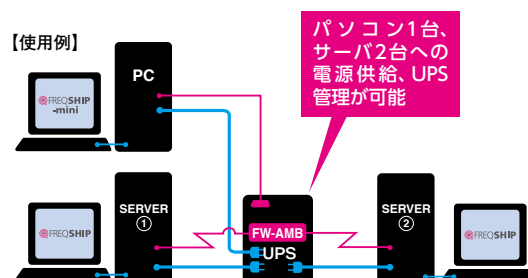 【使用例】
パソコン1台、
サーバ2台への
電源供給、UPS
管理が可能
PC
FREQSHIP
-mini
SERVER
①
FREQSHIP
FW-AMB
UPS
SERVER
②
FREQSHIP